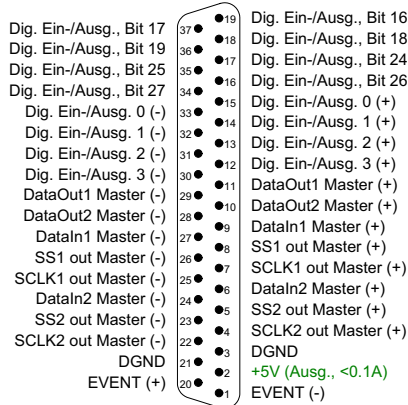 Dig. Ein-/Ausg., Bit 17 37
Dig. Ein-/Ausg., Bit 19 36
Dig. Ein-/Ausg., Bit 25 35
Dig. Ein-/Ausg., Bit 27 34
Dig. Ein-/Ausg. 0 (-) 33
Dig. Ein-/Ausg. 1 (-) 32
Dig. Ein-/Ausg. 2 (-) 31
Dig. Ein-/Ausg. 3 (-) 30
DataOut1 Master (-) 29
DataOut2 Master (-) 28
DataIn1 Master (-) 27
SS1 out Master (-) 26
SCLK1 out Master (-) 25
DataIn2 Master (-) 24
SS2 out Master (-) 23
SCLK2 out Master (-) 22
DGND 21
EVENT (+) 20
19 Dig. Ein-/Ausg., Bit 16
18 Dig. Ein-/Ausg., Bit 18
17 Dig. Ein-/Ausg., Bit 24
16 Dig. Ein-/Ausg., Bit 26
15 Dig. Ein-/Ausg. 0 (+)
14 Dig. Ein-/Ausg. 1 (+)
13 Dig. Ein-/Ausg. 2 (+)
12 Dig. Ein-/Ausg. 3 (+)
11 DataOut1 Master (+)
10 DataOut2 Master (+)
9 DataIn1 Master (+)
8 SS1 out Master (+)
7 SCLK1 out Master (+)
6 DataIn2 Master (+)
5 SS2 out Master (+)
4 SCLK2 out Master (+)
3 DGND
2 +5V (Ausg., <0.1A)
1 EVENT (-)